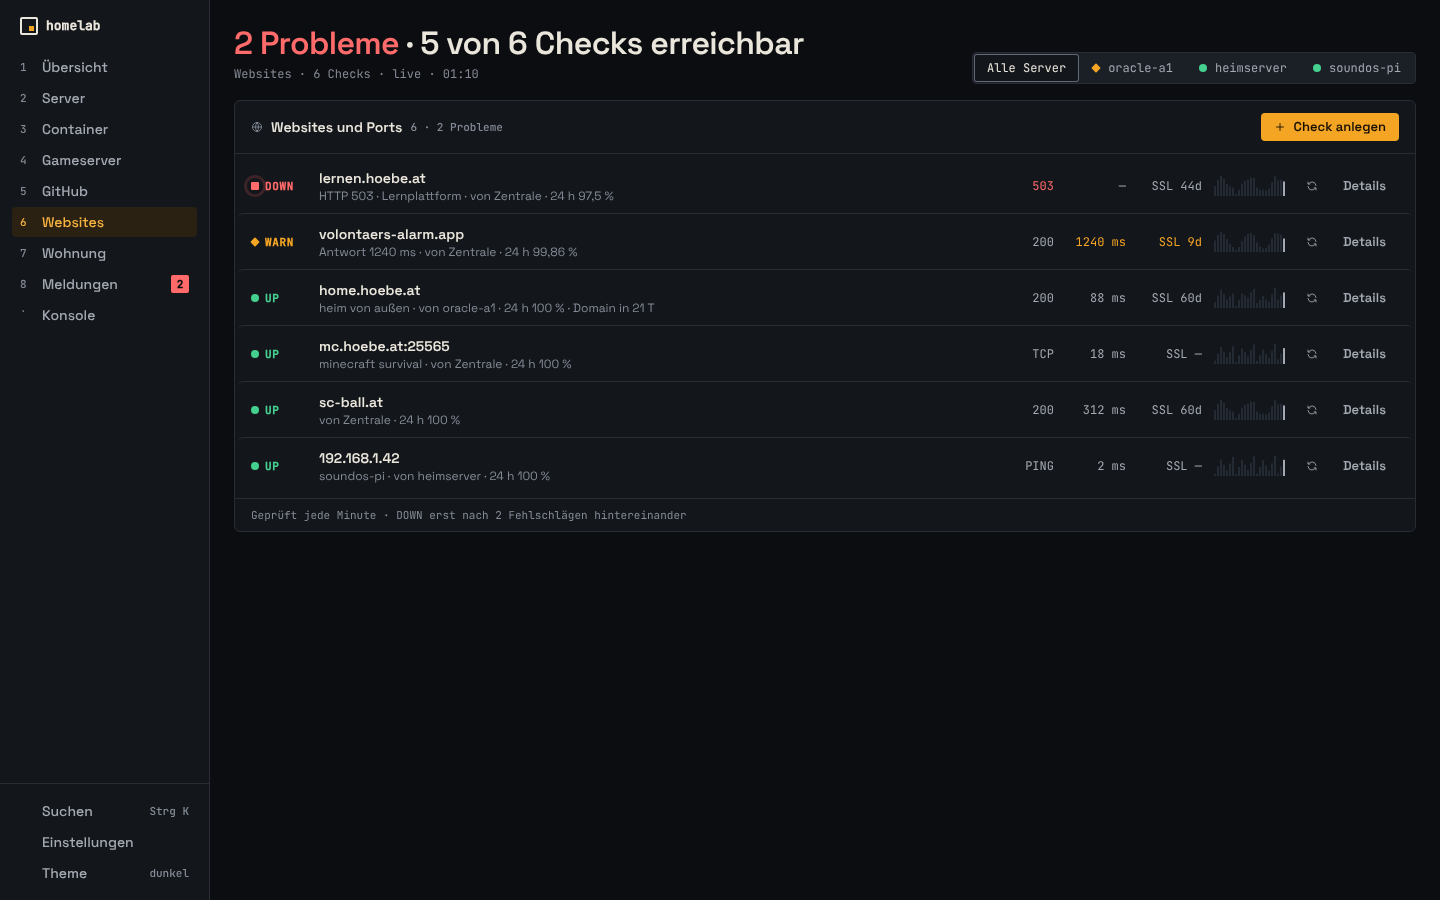 homelab
1 Übersicht
2 Server
3 Container
4 Gameserver
5 GitHub
6 Websites
7 Wohnung
8 Meldungen 2
` Konsole
Suchen Strg K
Einstellungen
Theme dunkel
2 Probleme · 5 von 6 Checks erreichbar
Websites · 6 Checks · live · 01:10
Alle Server oracle-a1 heimserver soundos-pi
Websites und Ports 6 · 2 Probleme + Check anlegen
DOWN lernen.hoebe.at 503 — SSL 44d Details
HTTP 503 · Lernplattform · von Zentrale · 24 h 97,5 %
WARN volontaers-alarm.app 200 1240 ms SSL 9d Details
Antwort 1240 ms · von Zentrale · 24 h 99,86 %
UP home.hoebe.at 200 88 ms SSL 60d Details
heim von außen · von oracle-a1 · 24 h 100 % · Domain in 21 T
UP mc.hoebe.at:25565 TCP 18 ms SSL — Details
minecraft survival · von Zentrale · 24 h 100 %
UP sc-ball.at 200 312 ms SSL 60d Details
von Zentrale · 24 h 100 %
UP 192.168.1.42 PING 2 ms SSL — Details
soundos-pi · von heimserver · 24 h 100 %
Geprüft jede Minute · DOWN erst nach 2 Fehlschlägen hintereinander